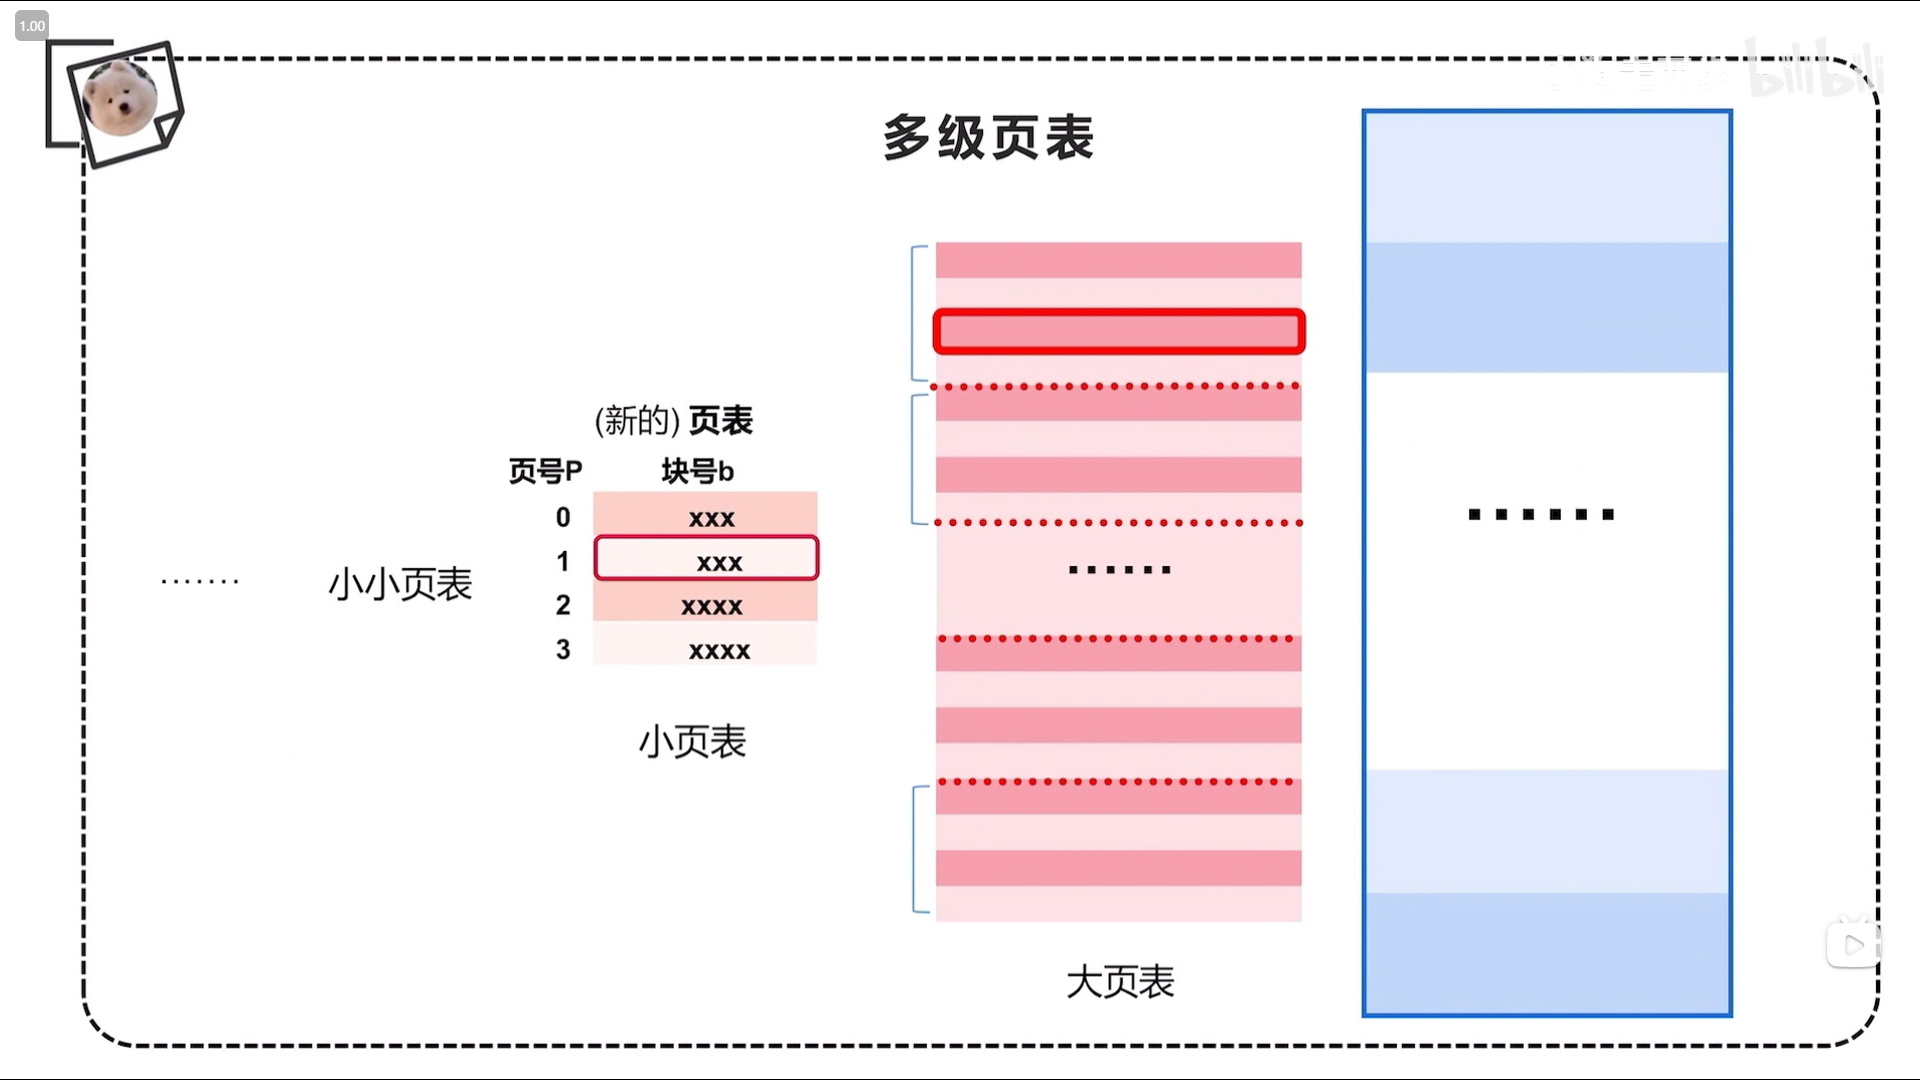 1.00
bilibili
多级页表
(新的) 页表
页号P 块号b
0 xxx
1 xxx
2 xxxx
3 xxxx
······· 小小页表
小页表
······
······
大页表